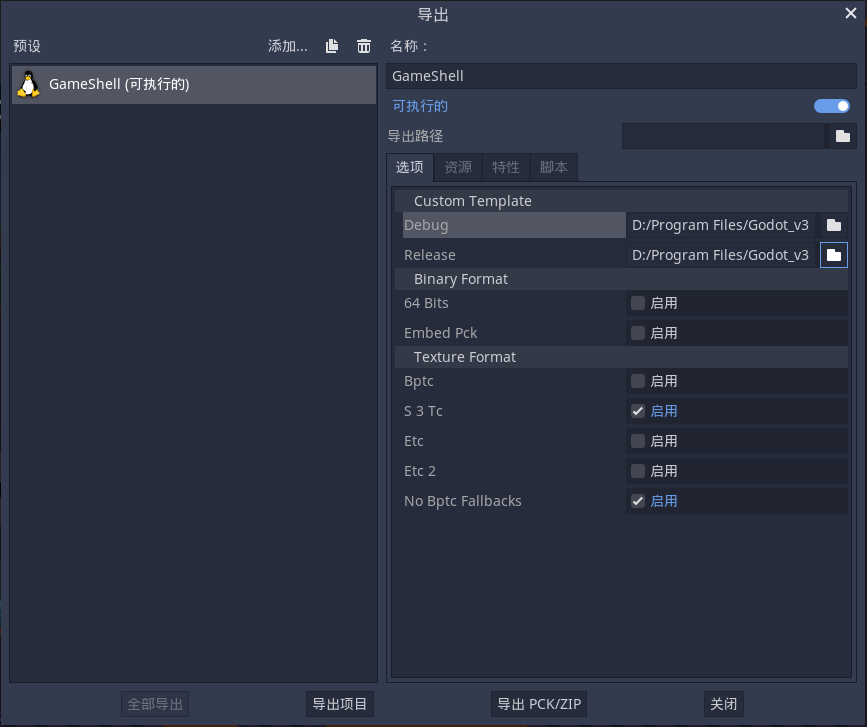 导出
预设
添加...
GameShell (可执行的)
名称：
GameShell
可执行的
导出路径
选项 资源 特性 脚本
Custom Template
Debug D:/Program Files/Godot_v3
Release D:/Program Files/Godot_v3
Binary Format
64 Bits 启用
Embed Pck 启用
Texture Format
Bptc 启用
S 3 Tc 启用
Etc 启用
Etc 2 启用
No Bptc Fallbacks 启用
全部导出 导出项目 导出 PCK/ZIP 关闭